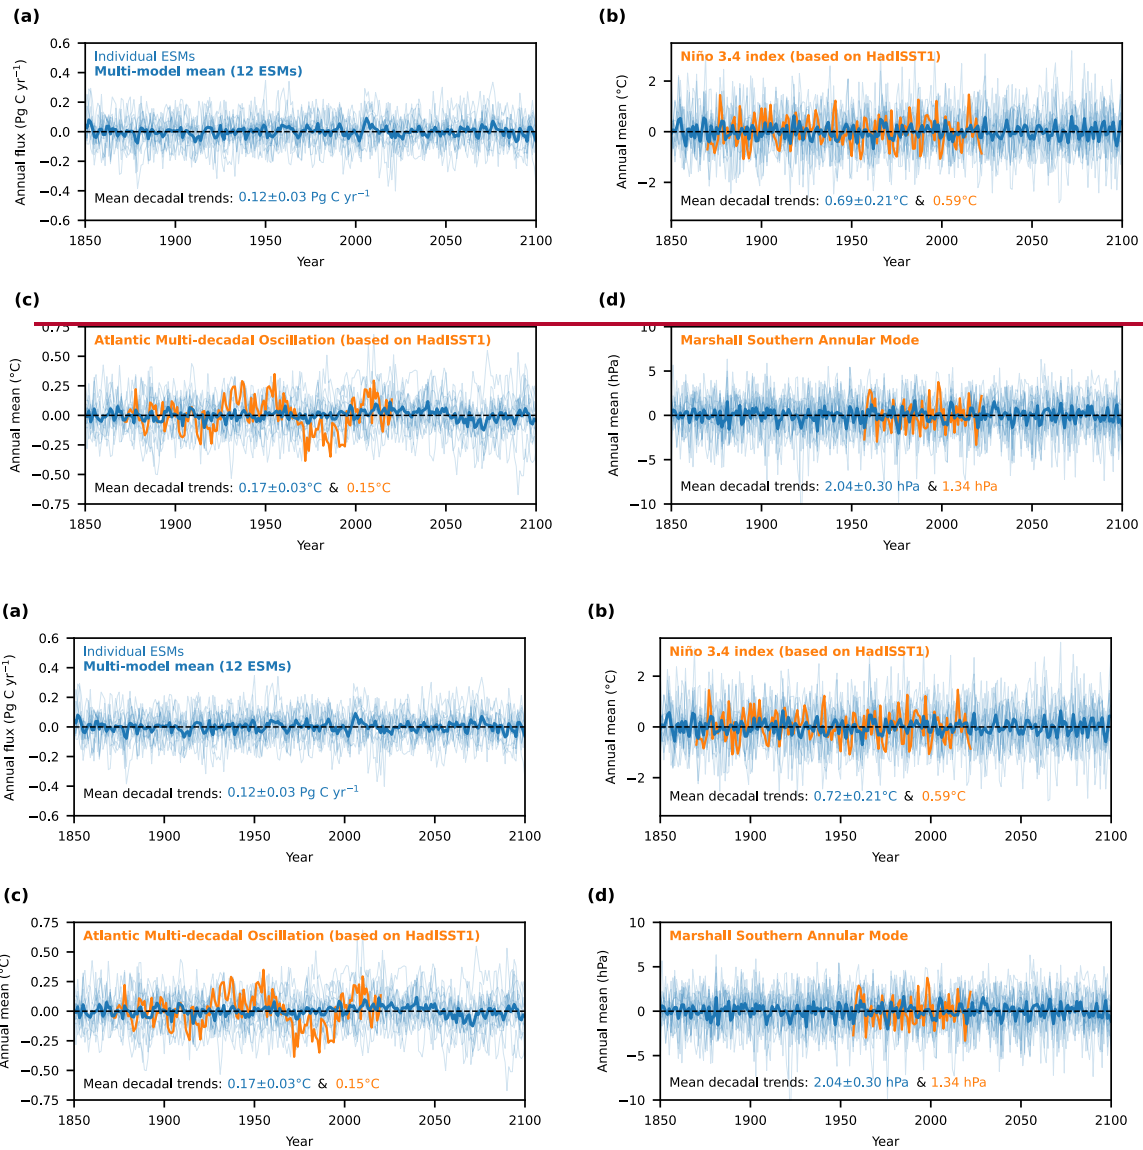 (a)
0.6
0.4
0.2
0.0
−0.2
−0.4
−0.6
Annual flux (Pg C yr⁻¹)
Individual ESMs
Multi-model mean (12 ESMs)
Mean decadal trends: 0.12±0.03 Pg C yr⁻¹
1850 1900 1950 2000 2050 2100
Year
(b)
2
0
−2
Annual mean (°C)
Niño 3.4 index (based on HadISST1)
Mean decadal trends: 0.69±0.21°C & 0.59°C
1850 1900 1950 2000 2050 2100
Year
(c)
0.75
0.50
0.25
0.00
−0.25
−0.50
−0.75
Annual mean (°C)
Atlantic Multi-decadal Oscillation (based on HadISST1)
Mean decadal trends: 0.17±0.03°C & 0.15°C
1850 1900 1950 2000 2050 2100
Year
(d)
10
5
0
−5
−10
Annual mean (hPa)
Marshall Southern Annular Mode
Mean decadal trends: 2.04±0.30 hPa & 1.34 hPa
1850 1900 1950 2000 2050 2100
Year
(a)
0.6
0.4
0.2
0.0
−0.2
−0.4
−0.6
Annual flux (Pg C yr⁻¹)
Individual ESMs
Multi-model mean (12 ESMs)
Mean decadal trends: 0.12±0.03 Pg C yr⁻¹
1850 1900 1950 2000 2050 2100
Year
(b)
2
0
−2
Annual mean (°C)
Niño 3.4 index (based on HadISST1)
Mean decadal trends: 0.72±0.21°C & 0.59°C
1850 1900 1950 2000 2050 2100
Year
(c)
0.75
0.50
0.25
0.00
−0.25
−0.50
−0.75
Annual mean (°C)
Atlantic Multi-decadal Oscillation (based on HadISST1)
Mean decadal trends: 0.17±0.03°C & 0.15°C
1850 1900 1950 2000 2050 2100
Year
(d)
10
5
0
−5
−10
Annual mean (hPa)
Marshall Southern Annular Mode
Mean decadal trends: 2.04±0.30 hPa & 1.34 hPa
1850 1900 1950 2000 2050 2100
Year